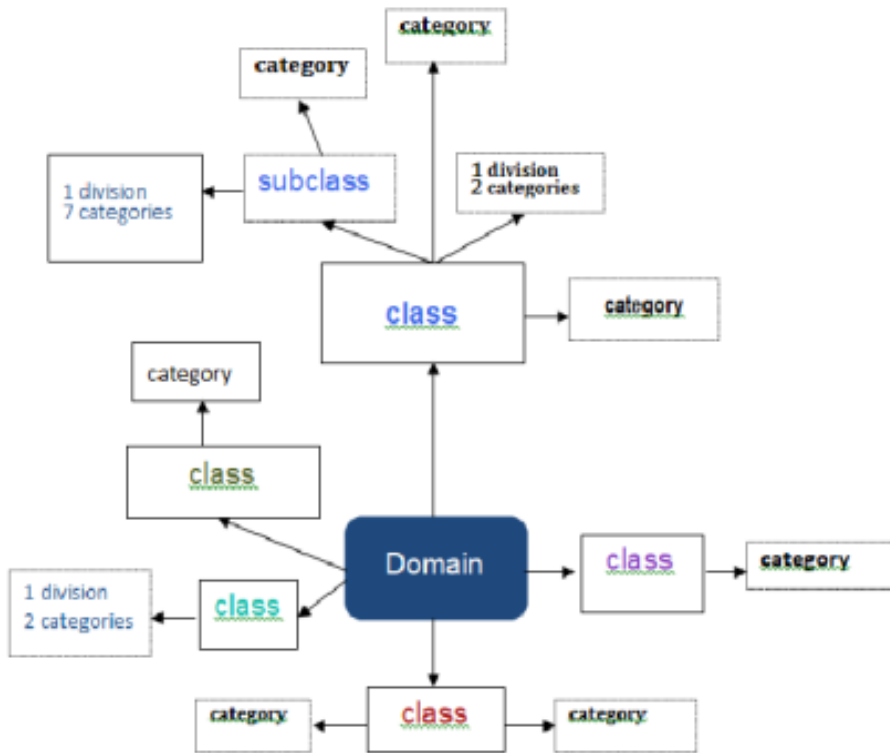 category
category
1 division
2 categories
subclass
1 division
7 categories
class
category
category
class
Domain
class
category
1 division
2 categories
class
category
class
category